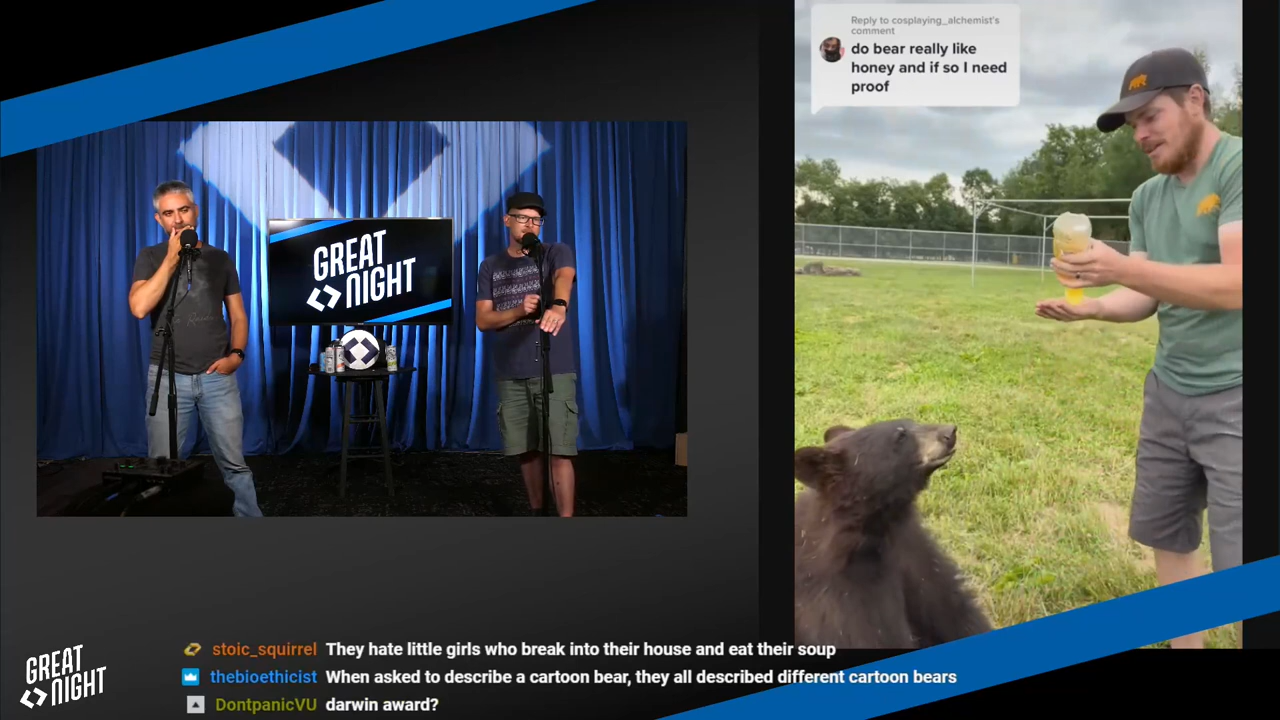 Reply to cosplaying_alchemist's
comment
do bear really like
honey and if so I need
proof
GREAT
NIGHT
stoic_squirrel They hate little girls who break into their house and eat their soup
thebioethicist When asked to describe a cartoon bear, they all described different cartoon bears
DontpanicVU darwin award?
GREAT
NIGHT